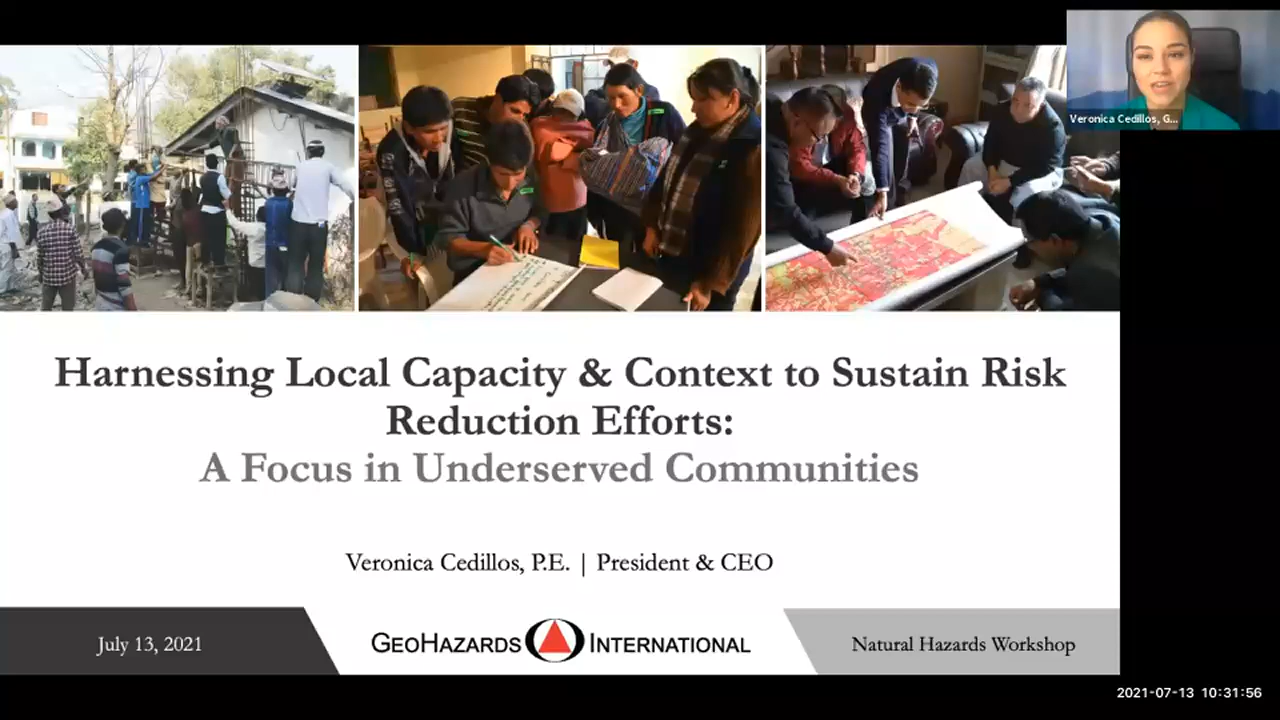 Veronica Cedillos, G...
Harnessing Local Capacity & Context to Sustain Risk
Reduction Efforts:
A Focus in Underserved Communities
Veronica Cedillos, P.E. | President & CEO
July 13, 2021
GEOHAZARDS INTERNATIONAL
Natural Hazards Workshop
2021-07-13 10:31:56